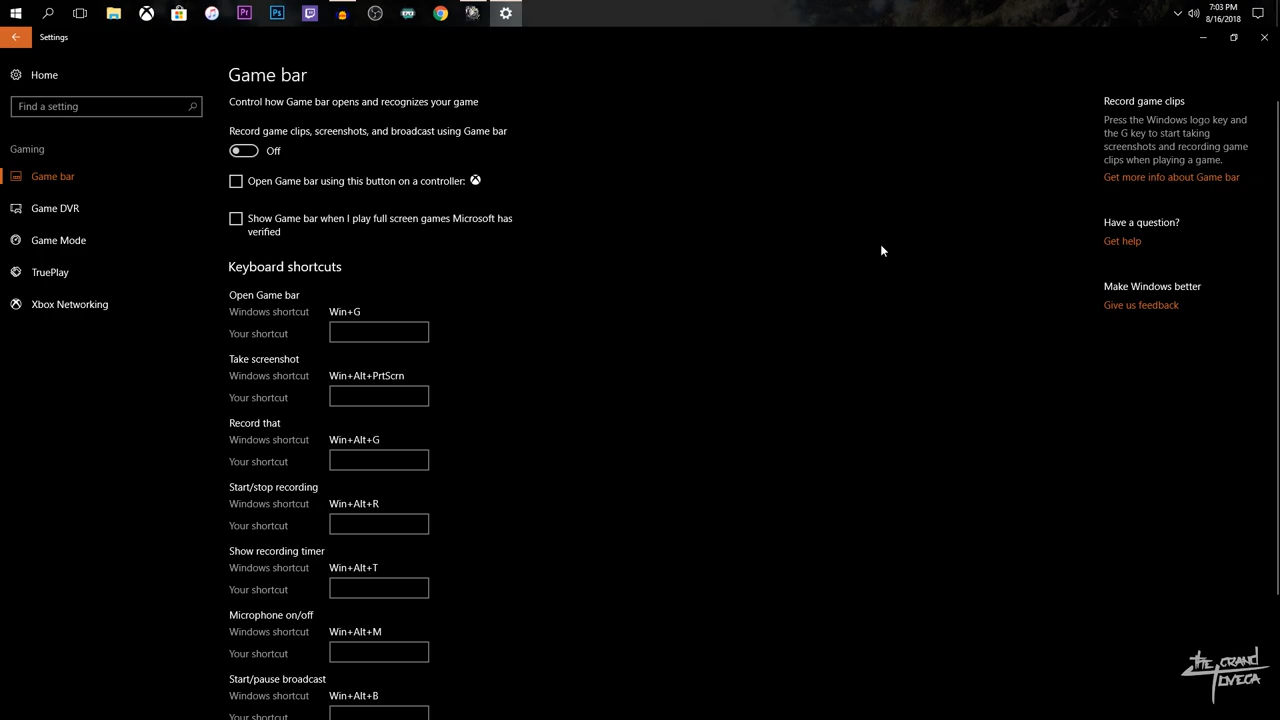 7:03 PM
8/16/2018
Settings
Home
Find a setting
Gaming
Game bar
Game DVR
Game Mode
TruePlay
Xbox Networking
Game bar
Control how Game bar opens and recognizes your game
Record game clips, screenshots, and broadcast using Game bar
Off
Open Game bar using this button on a controller:
Show Game bar when I play full screen games Microsoft has
verified
Keyboard shortcuts
Open Game bar
Windows shortcut Win+G
Your shortcut
Take screenshot
Windows shortcut Win+Alt+PrtScrn
Your shortcut
Record that
Windows shortcut Win+Alt+G
Your shortcut
Start/stop recording
Windows shortcut Win+Alt+R
Your shortcut
Show recording timer
Windows shortcut Win+Alt+T
Your shortcut
Microphone on/off
Windows shortcut Win+Alt+M
Your shortcut
Start/pause broadcast
Windows shortcut Win+Alt+B
Your shortcut
Record game clips
Press the Windows logo key and
the G key to start taking
screenshots and recording game
clips when playing a game.
Get more info about Game bar
Have a question?
Get help
Make Windows better
Give us feedback
Pr
Ps
THE GRAND